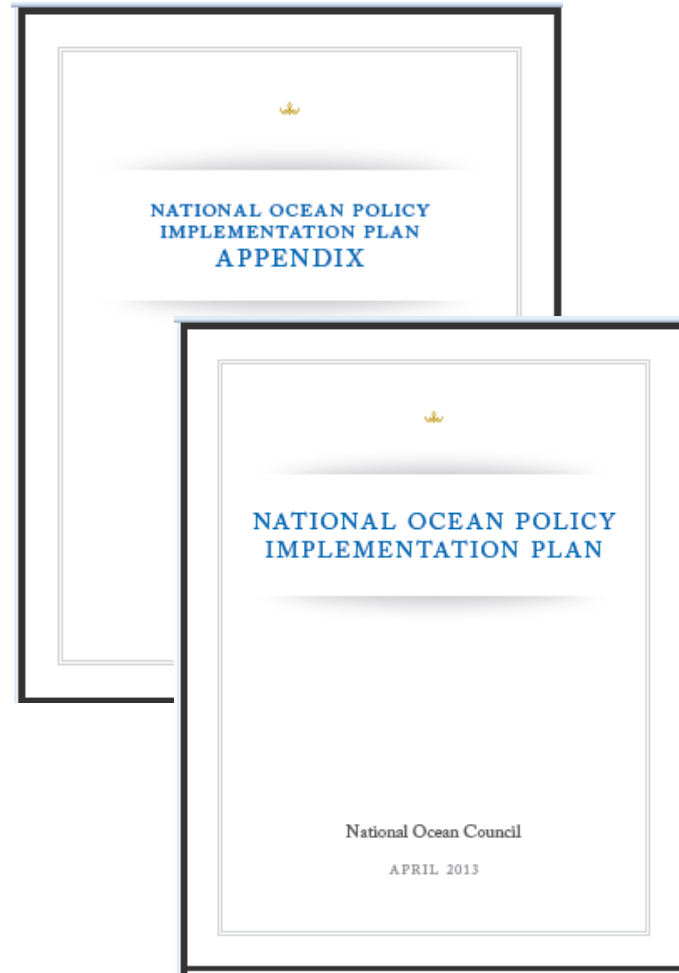 NATIONAL OCEAN POLICY
IMPLEMENTATION PLAN
APPENDIX
NATIONAL OCEAN POLICY
IMPLEMENTATION PLAN
National Ocean Council
APRIL 2013